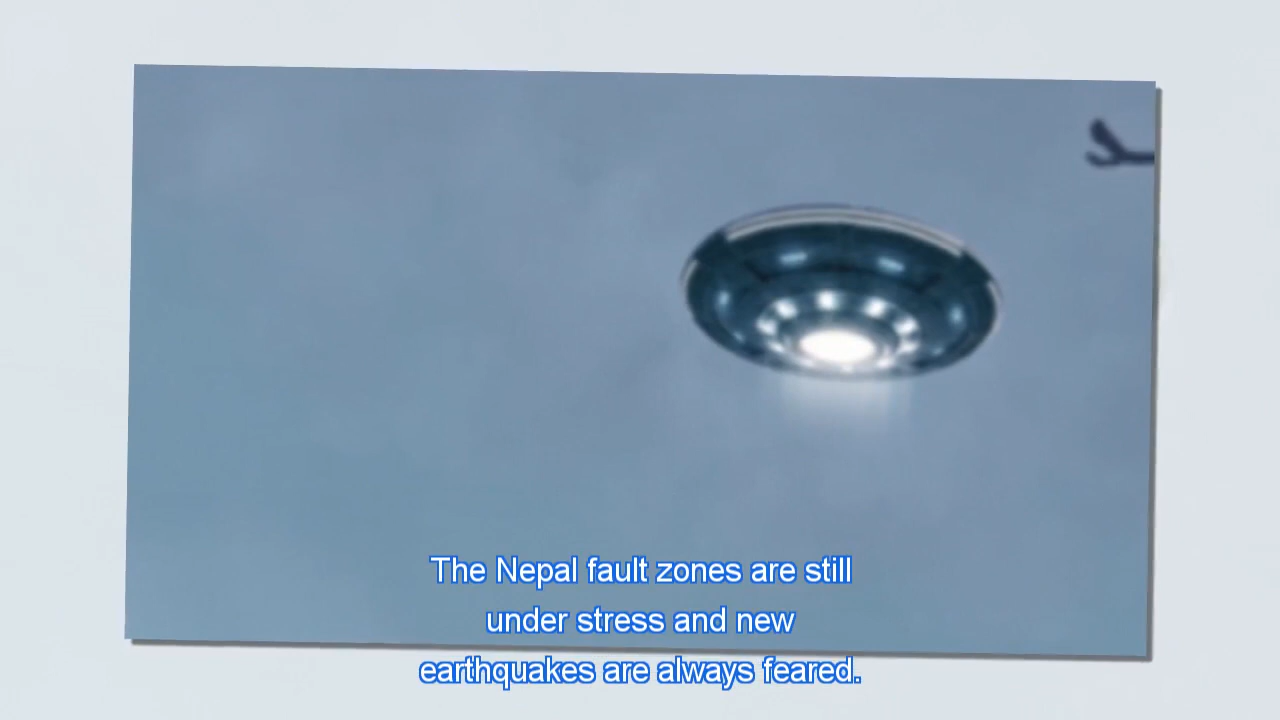 The Nepal fault zones are still
under stress and new
earthquakes are always feared.